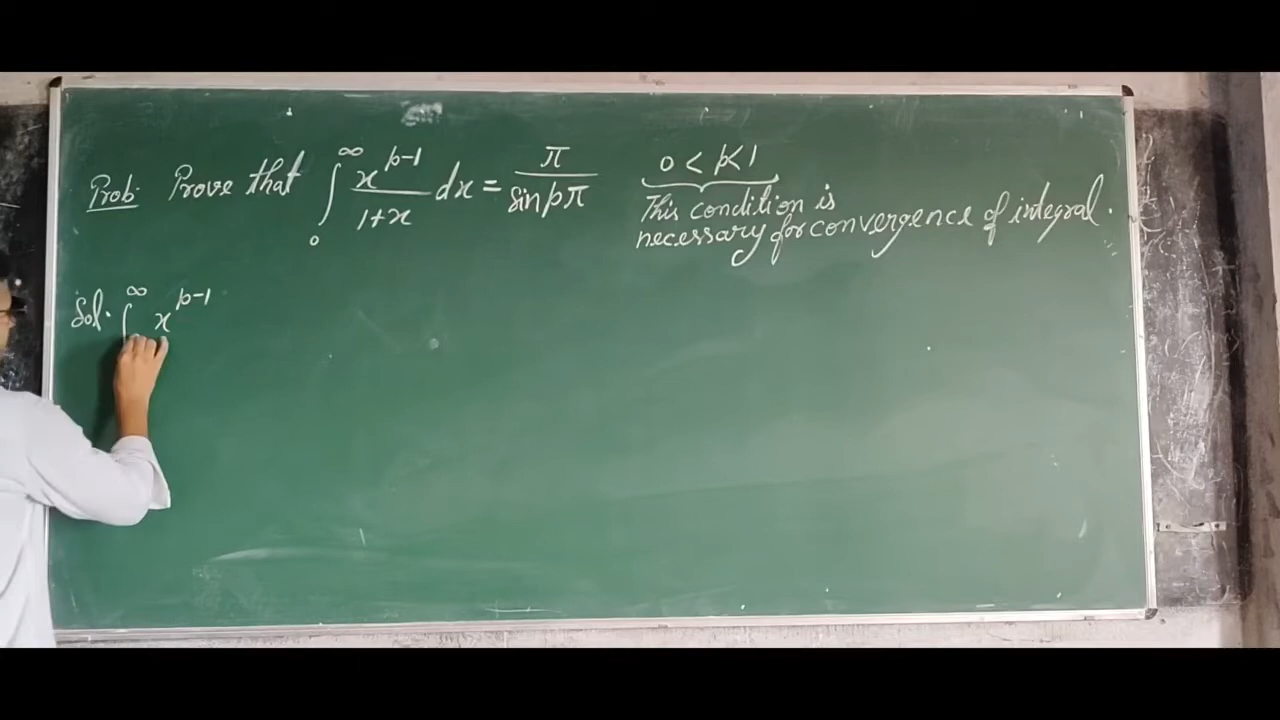 Prob: Prove that ∫₀^∞ x^(p-1)/(1+x) dx = π/(sin pπ) 0 < p < 1
This condition is
necessary for convergence of integral.
Sol. ∫^∞ x^(p-1)